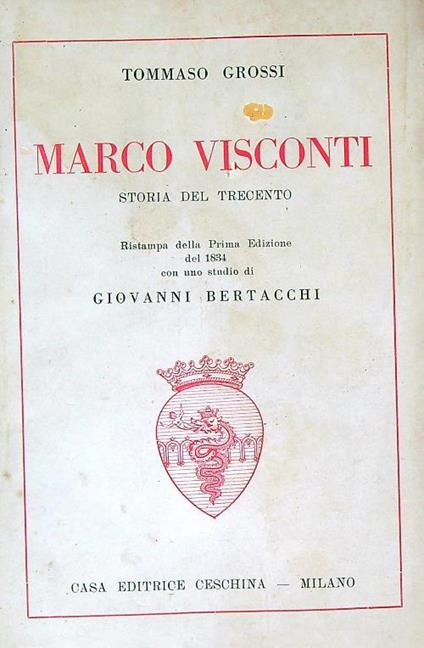 TOMMASO GROSSI
MARCO VISCONTI
STORIA DEL TRECENTO
Ristampa della Prima Edizione
del 1834
con uno studio di
GIOVANNI BERTACCHI
CASA EDITRICE CESCHINA — MILANO